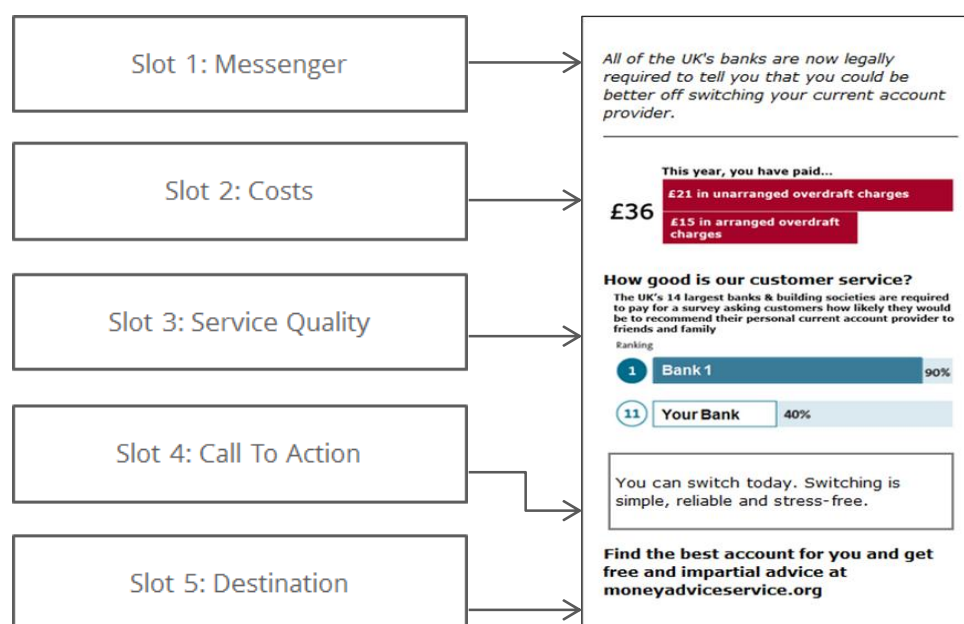 Slot 1: Messenger
Slot 2: Costs
Slot 3: Service Quality
Slot 4: Call To Action
Slot 5: Destination
All of the UK's banks are now legally
required to tell you that you could be
better off switching your current account
provider.
This year, you have paid...
£36
£21 in unarranged overdraft charges
£15 in arranged overdraft
charges
How good is our customer service?
The UK's 14 largest banks & building societies are required
to pay for a survey asking customers how likely they would
be to recommend their personal current account provider to
friends and family
Ranking
1 Bank 1 90%
11 Your Bank 40%
You can switch today. Switching is
simple, reliable and stress-free.
Find the best account for you and get
free and impartial advice at
moneyadviceservice.org